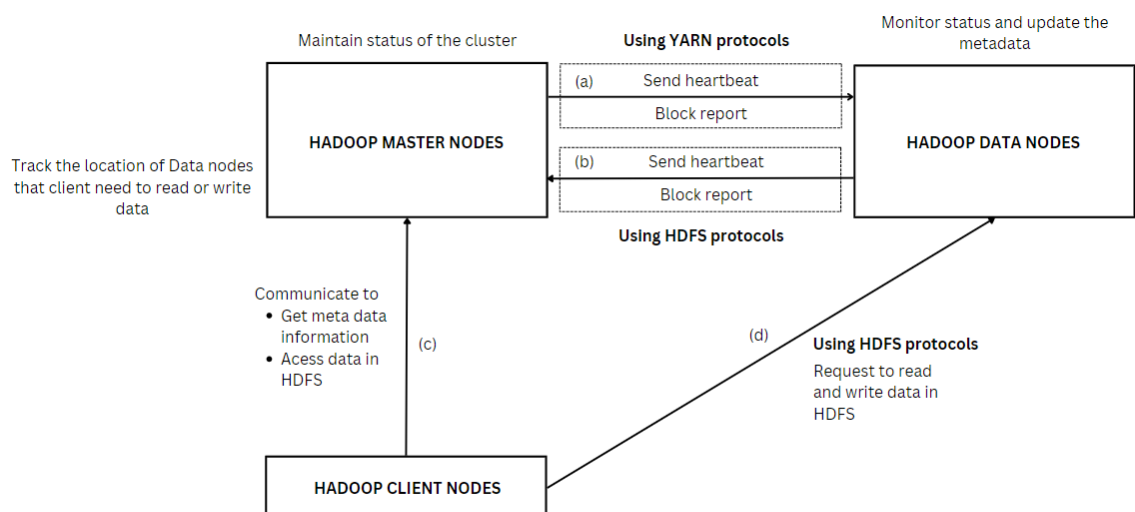 Maintain status of the cluster
Using YARN protocols
Monitor status and update the
metadata
(a) Send heartbeat
Block report
HADOOP MASTER NODES
HADOOP DATA NODES
(b) Send heartbeat
Block report
Using HDFS protocols
Track the location of Data nodes
that client need to read or write
data
Communicate to
• Get meta data
information
• Acess data in
HDFS
(c)
(d)
Using HDFS protocols
Request to read
and write data in
HDFS
HADOOP CLIENT NODES